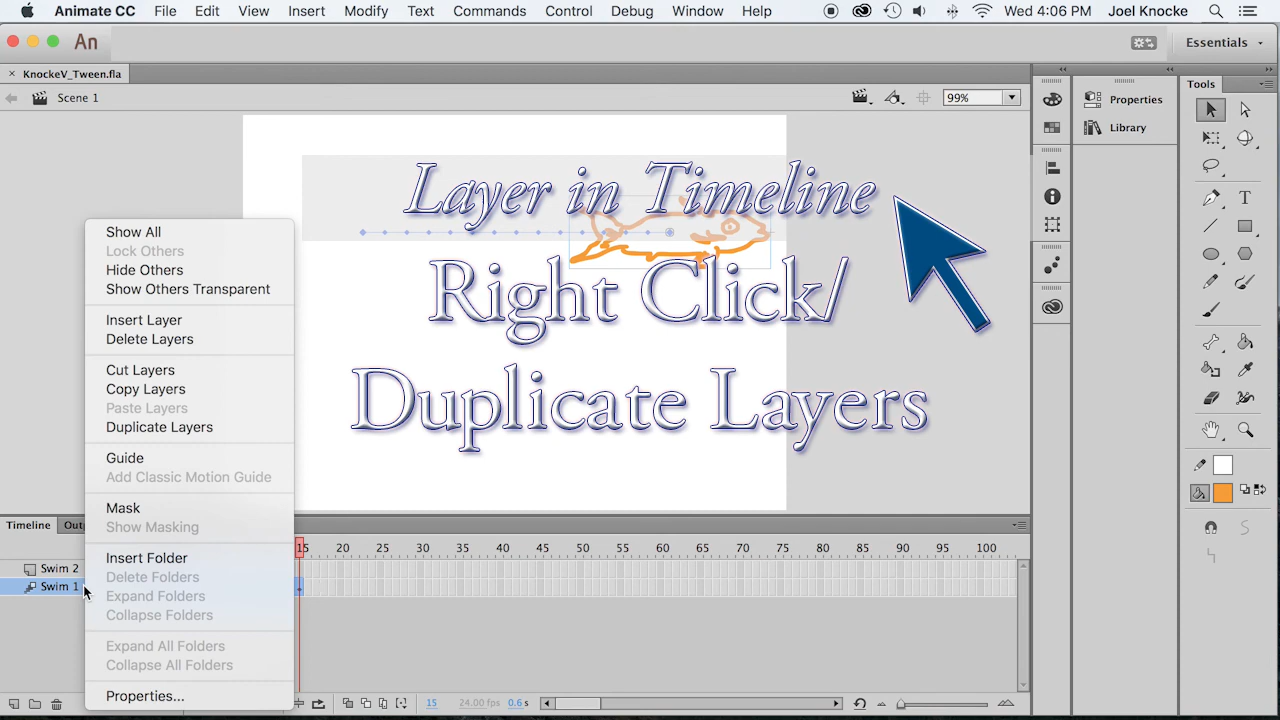 Animate CC File Edit View Insert Modify Text Commands Control Debug Window Help Wed 4:06 PM Joel Knocke
An Essentials
× KnockeV_Tween.fla Tools
Scene 1 99% Properties
Library
Layer in Timeline
Right Click/
Duplicate Layers
Show All
Lock Others
Hide Others
Show Others Transparent
Insert Layer
Delete Layers
Cut Layers
Copy Layers
Paste Layers
Duplicate Layers
Guide
Add Classic Motion Guide
Mask
Show Masking
Insert Folder
Delete Folders
Expand Folders
Collapse Folders
Expand All Folders
Collapse All Folders
Properties...
Timeline Out
15 20 25 30 35 40 45 50 55 60 65 70 75 80 85 90 95 100
Swim 2
Swim 1
15 24.00 fps 0.6 s